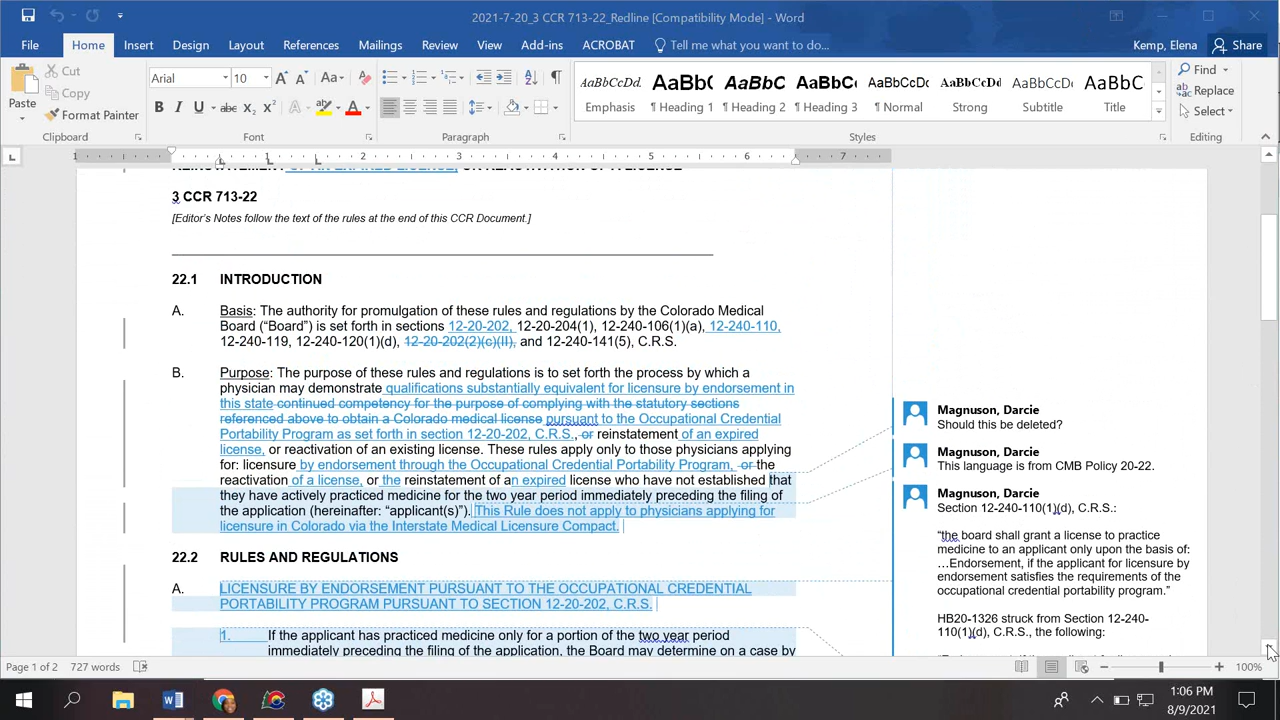 2021-7-20_3 CCR 713-22_Redline [Compatibility Mode] - Word
File Home Insert Design Layout References Mailings Review View Add-ins ACROBAT Tell me what you want to do... Kemp, Elena Share
Paste
Cut
Copy
Format Painter
Clipboard
Arial 10
Font
Paragraph
AaBbCcDd. AaBb( AaBbC AaBbC AaBbCcDd AaBbCcDc AaBbCcDd AaBbC
Emphasis ¶ Heading 1 ¶ Heading 2 ¶ Heading 3 ¶ Normal Strong Subtitle Title
Styles
Find
Replace
Select
Editing
1 1 2 3 4 5 6 7
REINSTATEMENT OF AN EXPIRED LICENSE, OR REACTIVATION OF A LICENSE
3 CCR 713-22
[Editor's Notes follow the text of the rules at the end of this CCR Document.]
22.1 INTRODUCTION
A. Basis: The authority for promulgation of these rules and regulations by the Colorado Medical
Board (“Board”) is set forth in sections 12-20-202, 12-20-204(1), 12-240-106(1)(a), 12-240-110,
12-240-119, 12-240-120(1)(d), 12-20-202(2)(c)(II), and 12-240-141(5), C.R.S.
B. Purpose: The purpose of these rules and regulations is to set forth the process by which a
physician may demonstrate qualifications substantially equivalent for licensure by endorsement in
this state continued competency for the purpose of complying with the statutory sections
referenced above to obtain a Colorado medical license pursuant to the Occupational Credential
Portability Program as set forth in section 12-20-202, C.R.S., or reinstatement of an expired
license, or reactivation of an existing license. These rules apply only to those physicians applying
for: licensure by endorsement through the Occupational Credential Portability Program, or the
reactivation of a license, or the reinstatement of an expired license who have not established that
they have actively practiced medicine for the two year period immediately preceding the filing of
the application (hereinafter: “applicant(s)”). This Rule does not apply to physicians applying for
licensure in Colorado via the Interstate Medical Licensure Compact.
22.2 RULES AND REGULATIONS
A. LICENSURE BY ENDORSEMENT PURSUANT TO THE OCCUPATIONAL CREDENTIAL
PORTABILITY PROGRAM PURSUANT TO SECTION 12-20-202, C.R.S.
1. If the applicant has practiced medicine only for a portion of the two year period
immediately preceding the filing of the application, the Board may determine on a case by
Magnuson, Darcie
Should this be deleted?
Magnuson, Darcie
This language is from CMB Policy 20-22.
Magnuson, Darcie
Section 12-240-110(1)(d), C.R.S.:
“the board shall grant a license to practice
medicine to an applicant only upon the basis of:
…Endorsement, if the applicant for licensure by
endorsement satisfies the requirements of the
occupational credential portability program.”
HB20-1326 struck from Section 12-240-
110(1)(d), C.R.S., the following:
Page 1 of 2 727 words 100%
1:06 PM
8/9/2021